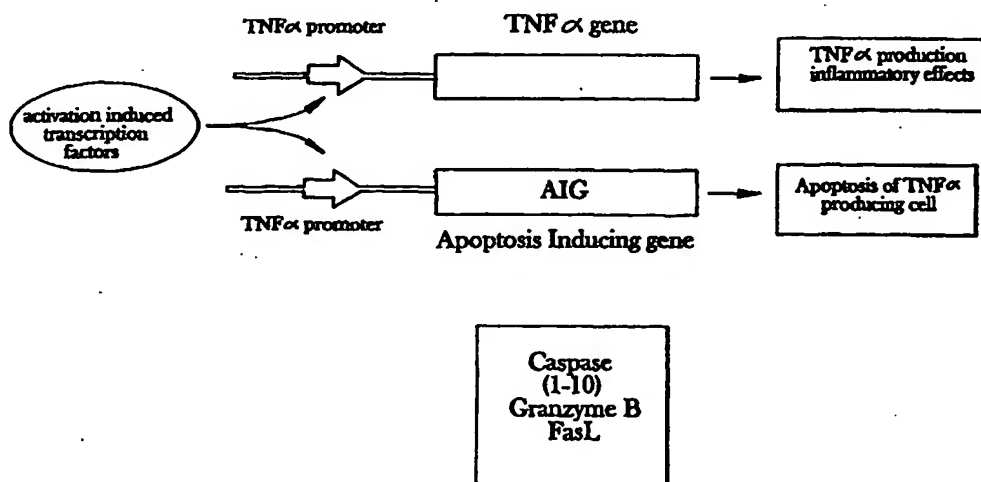 TNFα promoter
TNFα gene
TNFα production
inflammatory effects
activation induced
transcription
factors
AIG
Apoptosis of TNFα
producing cell
TNFα promoter
Apoptosis Inducing gene
Caspase
(1-10)
Granzyme B
FasL